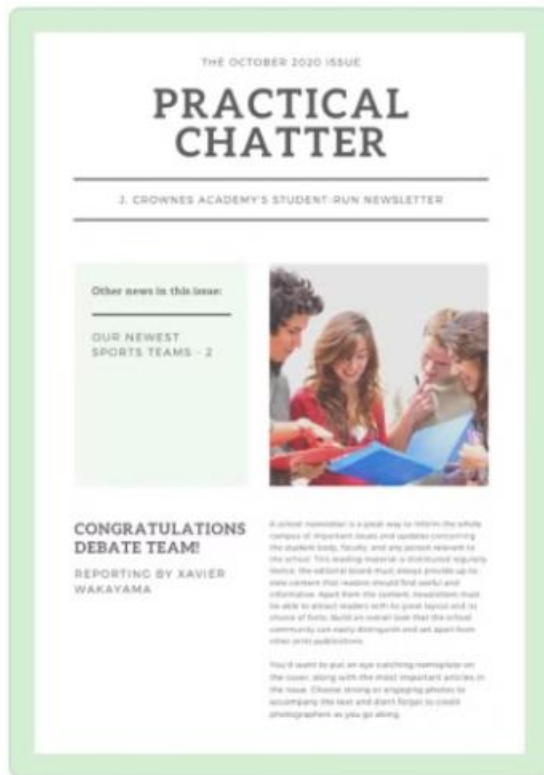 THE OCTOBER 2020 ISSUE
PRACTICAL
CHATTER
J. CROWNES ACADEMY'S STUDENT-RUN NEWSLETTER
Other news in this issue:
OUR NEWEST
SPORTS TEAMS - 2
CONGRATULATIONS
DEBATE TEAM!
REPORTING BY XAVIER
WAKAYAMA
A school newsletter is a great way to inform the whole
campus of important issues and updates concerning
the student body, faculty, and any person relevant to
the school. This reading material is distributed regularly.
Hence, the editorial board must always provide up-to-
date content that readers should find useful and
informative. Apart from the content, newsletters must
be able to attract readers with its great layout and its
choice of fonts. Build an overall look that the school
community can easily distinguish and set apart from
other print publications.
You'd want to put an eye-catching nameplate on
the cover, along with the most important articles in
the issue. Choose strong or engaging photos to
accompany the text and don't forget to credit
photographers as you go along.